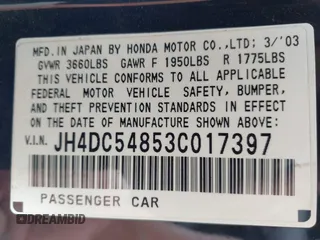 MFD.IN JAPAN BY HONDA MOTOR CO.,LTD: 3/'03
GVWR 3660LBS GAWR F 1950LBS R 1775LBS
THIS VEHICLE CONFORMS TO ALL APPLICABLE
FEDERAL MOTOR VEHICLE SAFETY, BUMPER,
AND THEFT PREVENTION STANDARDS IN EFFECT
ON THE DATE OF MANUFACTURE SHOWN ABOVE.
V.I.N. JH4DC54853C017397
PASSENGER CAR
DREAMBID